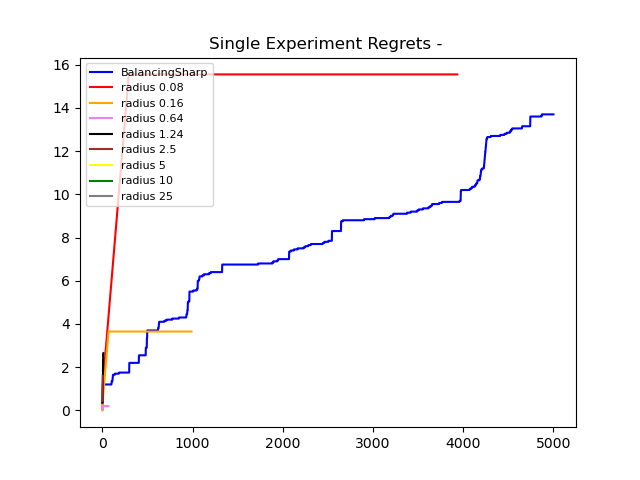 Single Experiment Regrets -
16
14
12
10
8
6
4
2
0
BalancingSharp
radius 0.08
radius 0.16
radius 0.64
radius 1.24
radius 2.5
radius 5
radius 10
radius 25
0 1000 2000 3000 4000 5000